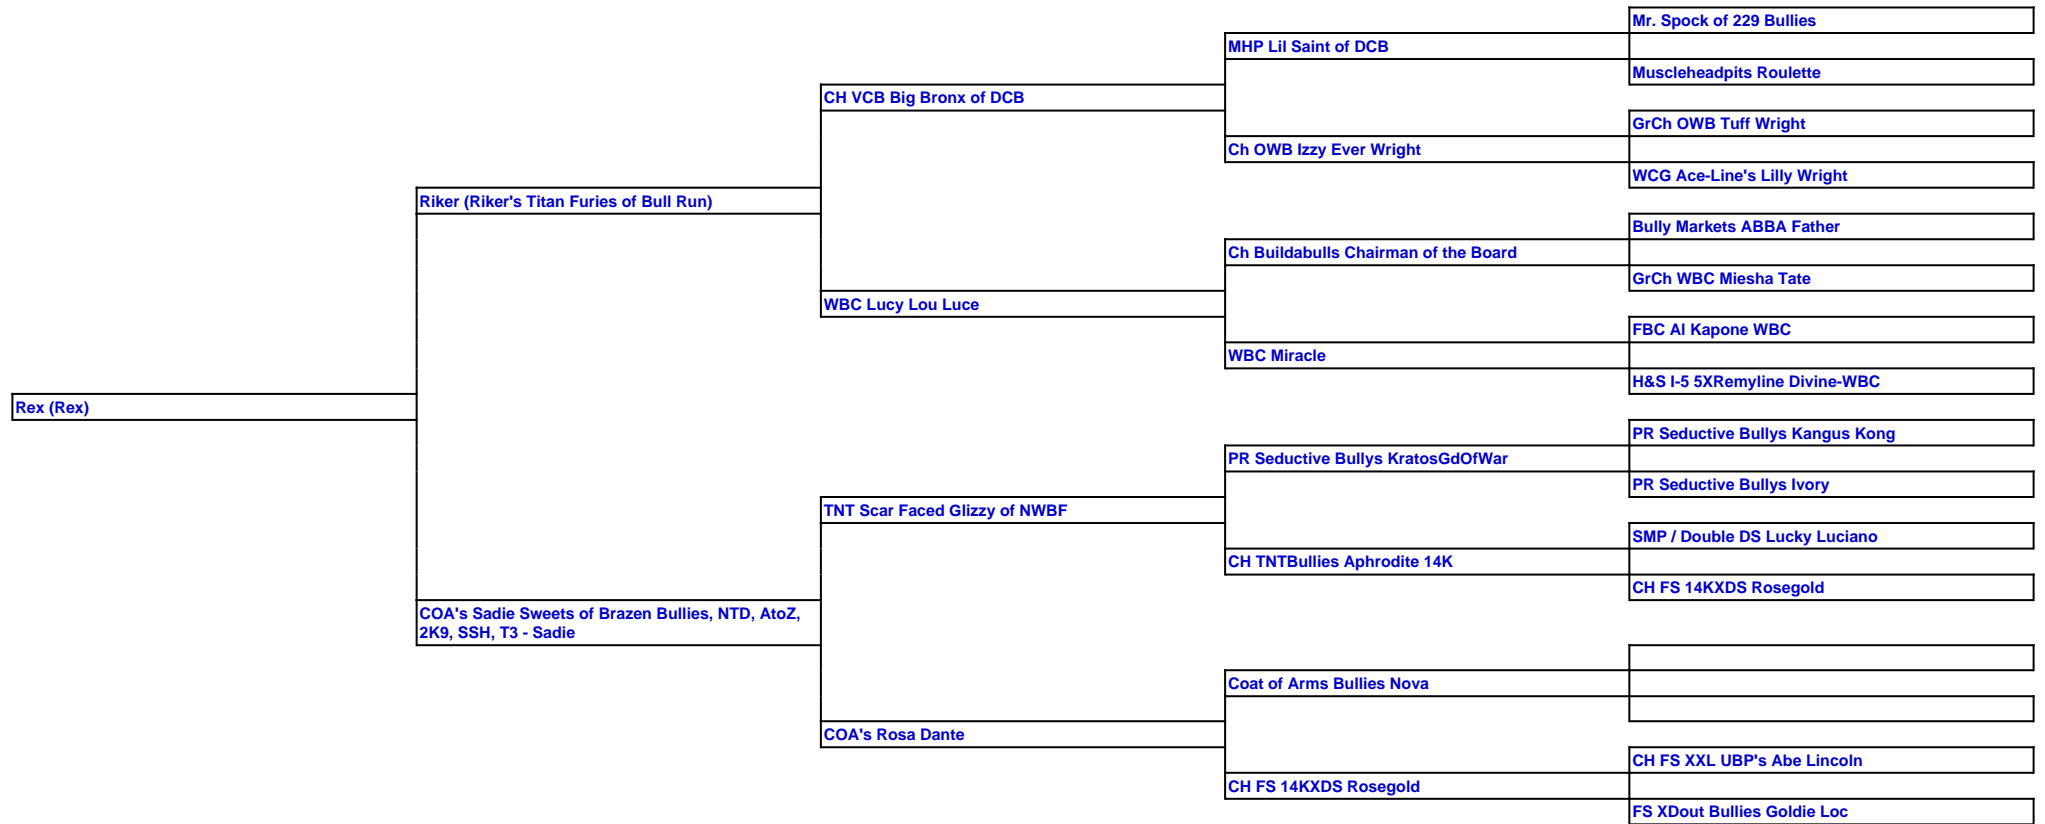 Mr. Spock of 229 Bullies
MHP Lil Saint of DCB
Muscleheadpits Roulette
CH VCB Big Bronx of DCB
GrCh OWB Tuff Wright
Ch OWB Izzy Ever Wright
WCG Ace-Line's Lilly Wright
Riker (Riker's Titan Furies of Bull Run)
Bully Markets ABBA Father
Ch Buildabulls Chairman of the Board
GrCh WBC Miesha Tate
WBC Lucy Lou Luce
FBC Al Kapone WBC
WBC Miracle
H&S I-5 5XRemyline Divine-WBC
Rex (Rex)
PR Seductive Bullys Kangus Kong
PR Seductive Bullys KratosGdOfWar
PR Seductive Bullys Ivory
TNT Scar Faced Glizzy of NWBF
SMP / Double DS Lucky Luciano
CH TNTBullies Aphrodite 14K
CH FS 14KXDS Rosegold
COA's Sadie Sweets of Brazen Bullies, NTD, AtoZ,
2K9, SSH, T3 - Sadie
Coat of Arms Bullies Nova
COA's Rosa Dante
CH FS XXL UBP's Abe Lincoln
CH FS 14KXDS Rosegold
FS XDout Bullies Goldie Loc